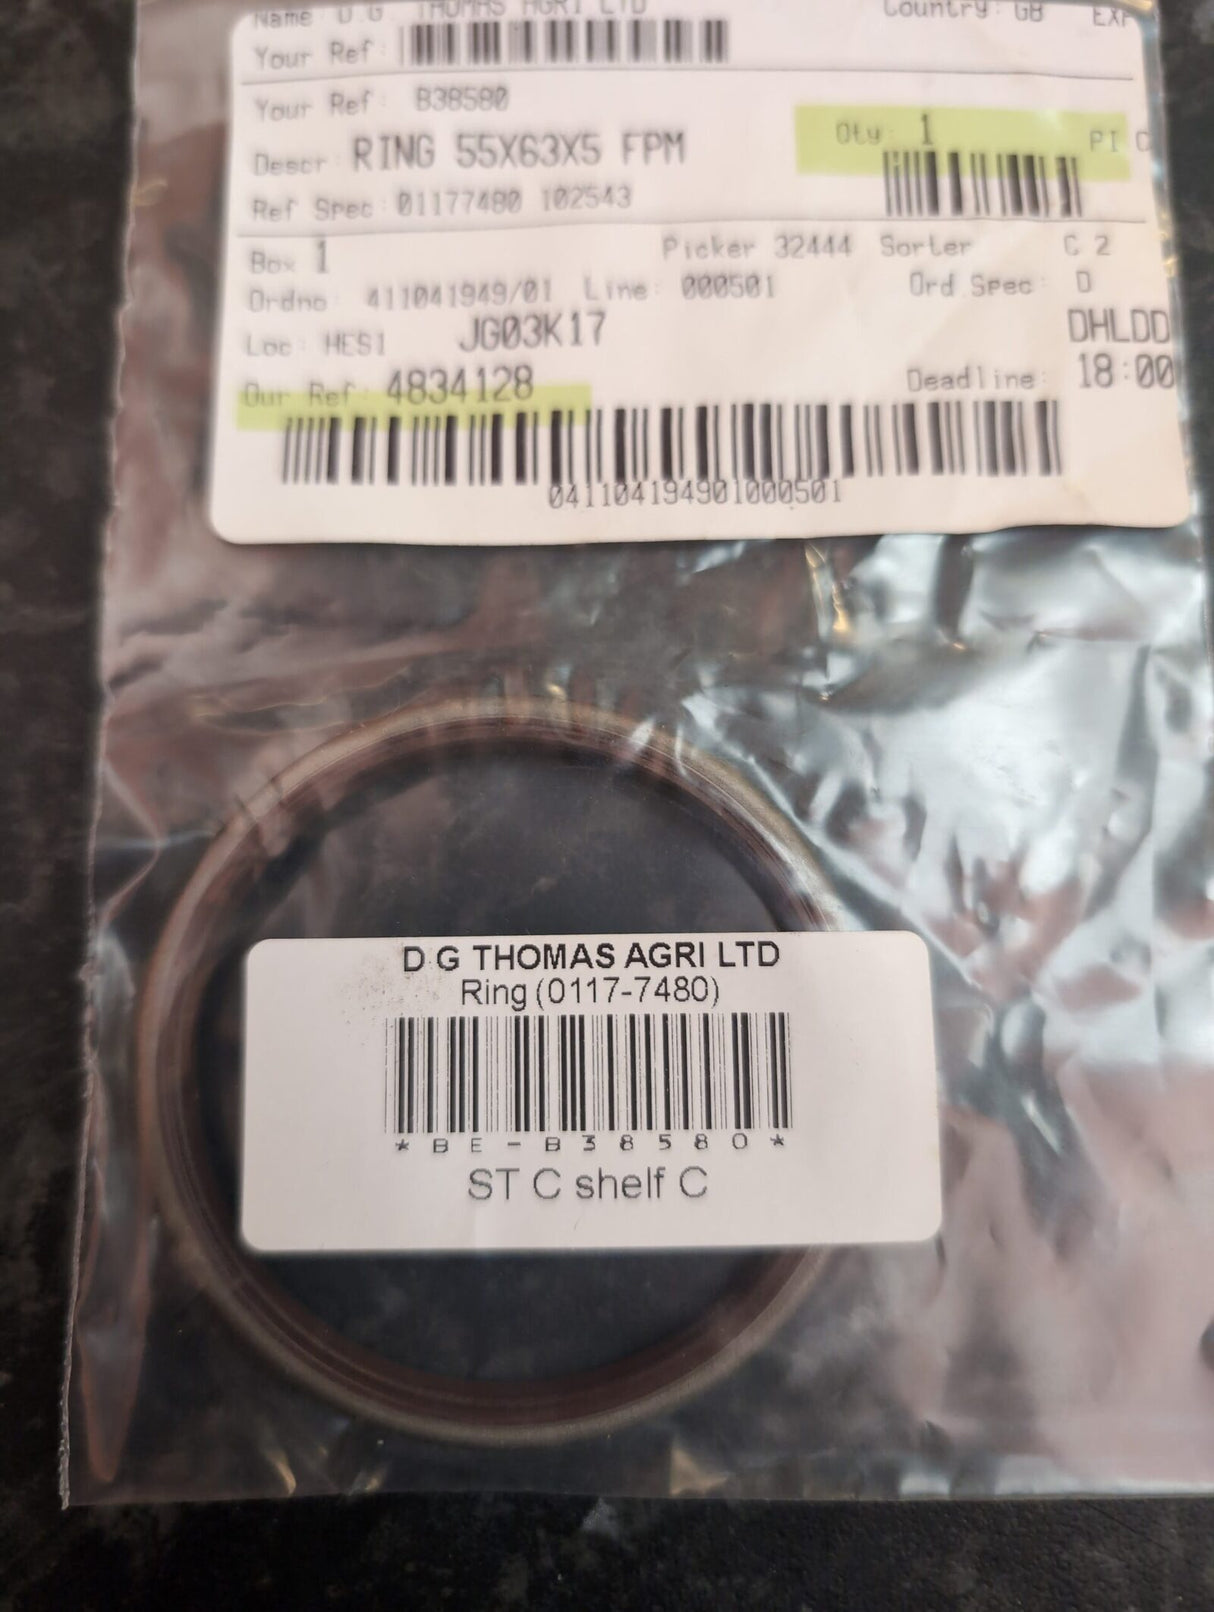 Name: D.G. THOMAS AGRI LTD Country: GB
Your Ref:
Your Ref: B38580
Descr: RING 55X63X5 FPM Qty: 1 PI C
Ref Spec: 01177480 102543
Box 1 Picker 32444 Sorter C 2
Ordno: 411041949/01 Line: 000501 Ord.Spec: D
Loc: HES1 JG03K17 DHLDD
Our Ref: 4834128 Deadline: 18:00
041104194901000501
D G THOMAS AGRI LTD
Ring (0117-7480)
*BE-B38580*
ST C shelf C